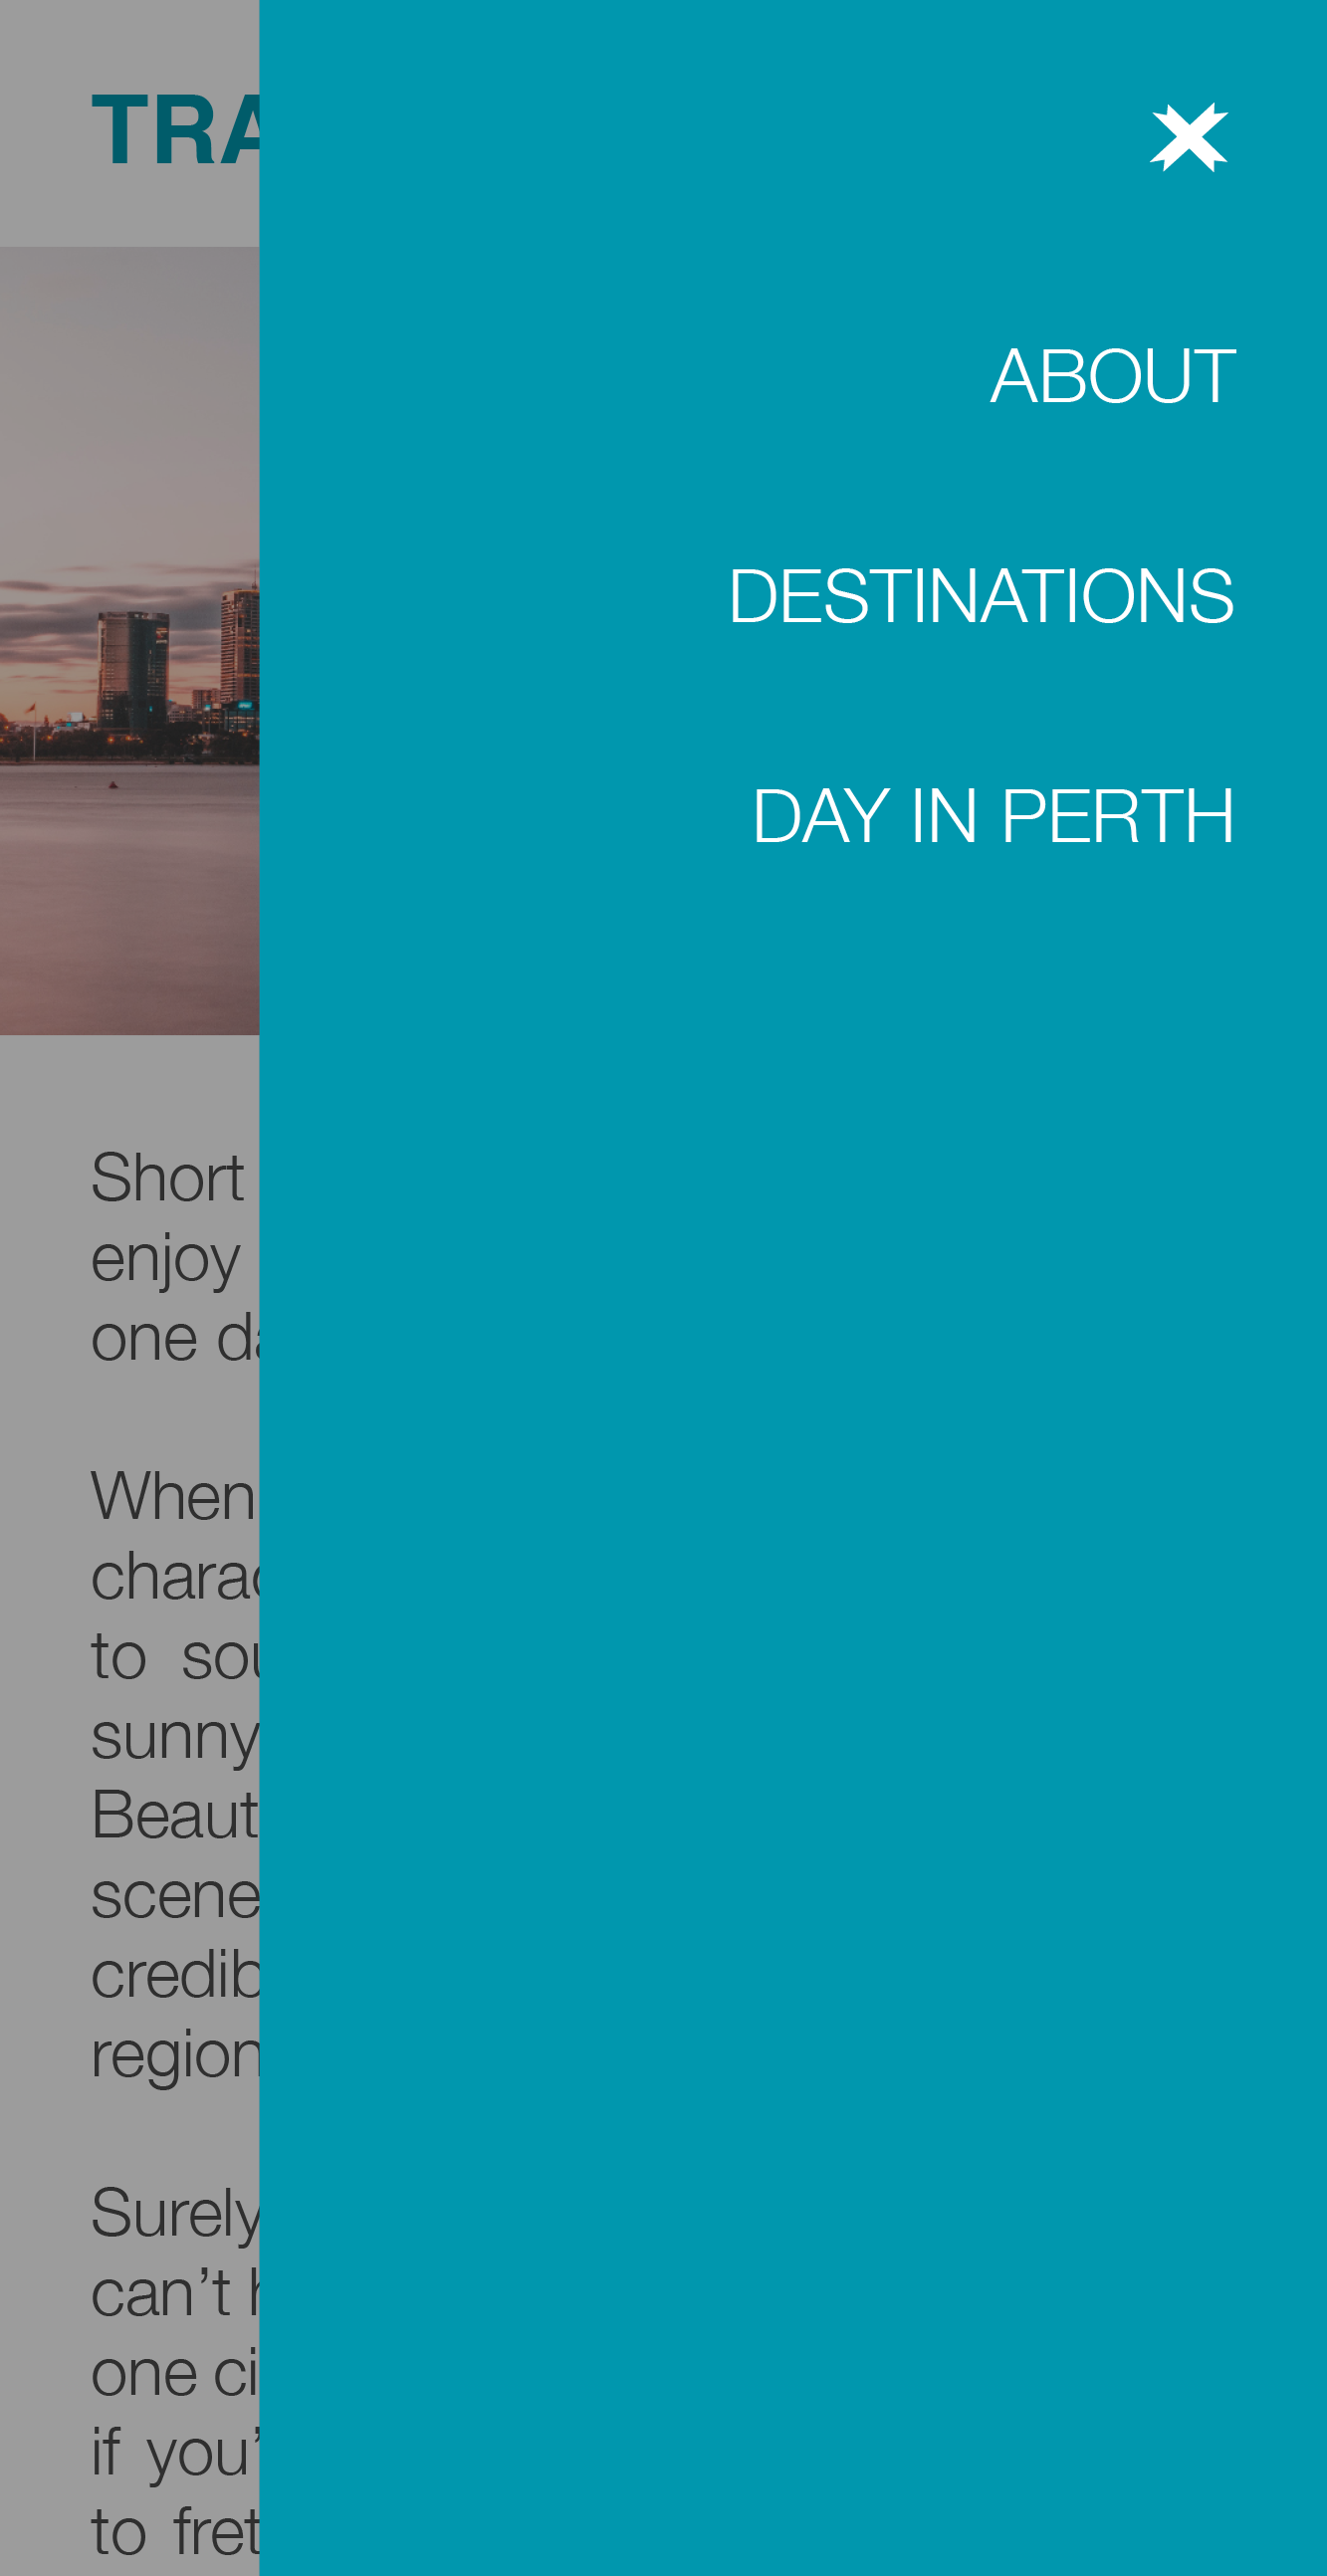 TRA
ABOUT
DESTINATIONS
DAY IN PERTH
Short
enjoy
one da
When
charac
to sou
sunny
Beaut
scene
credib
region
Surely
can’t h
one ci
if you’
to fret